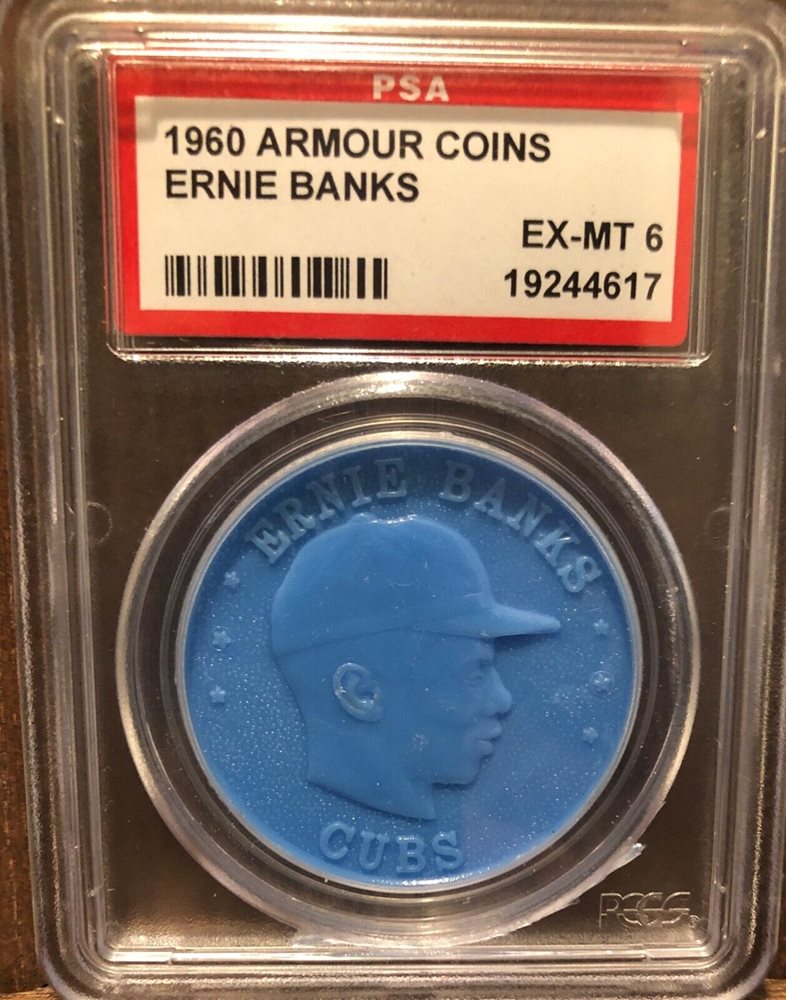 PSA
1960 ARMOUR COINS
ERNIE BANKS
EX-MT 6
19244617
ERNIE BANKS
CUBS
PCGS